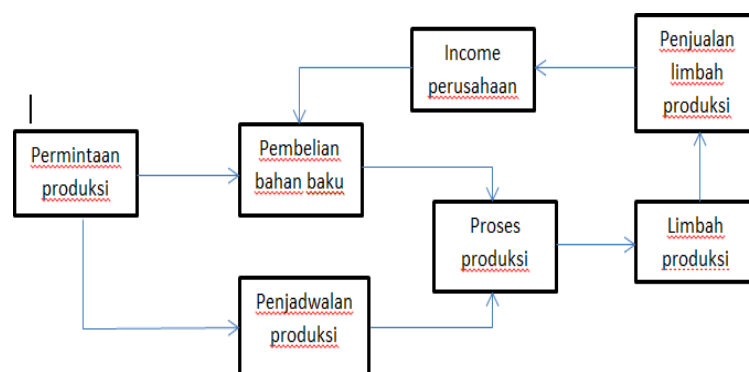 Income
perusahaan
Penjualan
limbah
produksi
Permintaan
produksi
Pembelian
bahan baku
Proses
produksi
Limbah
produksi
Penjadwalan
produksi